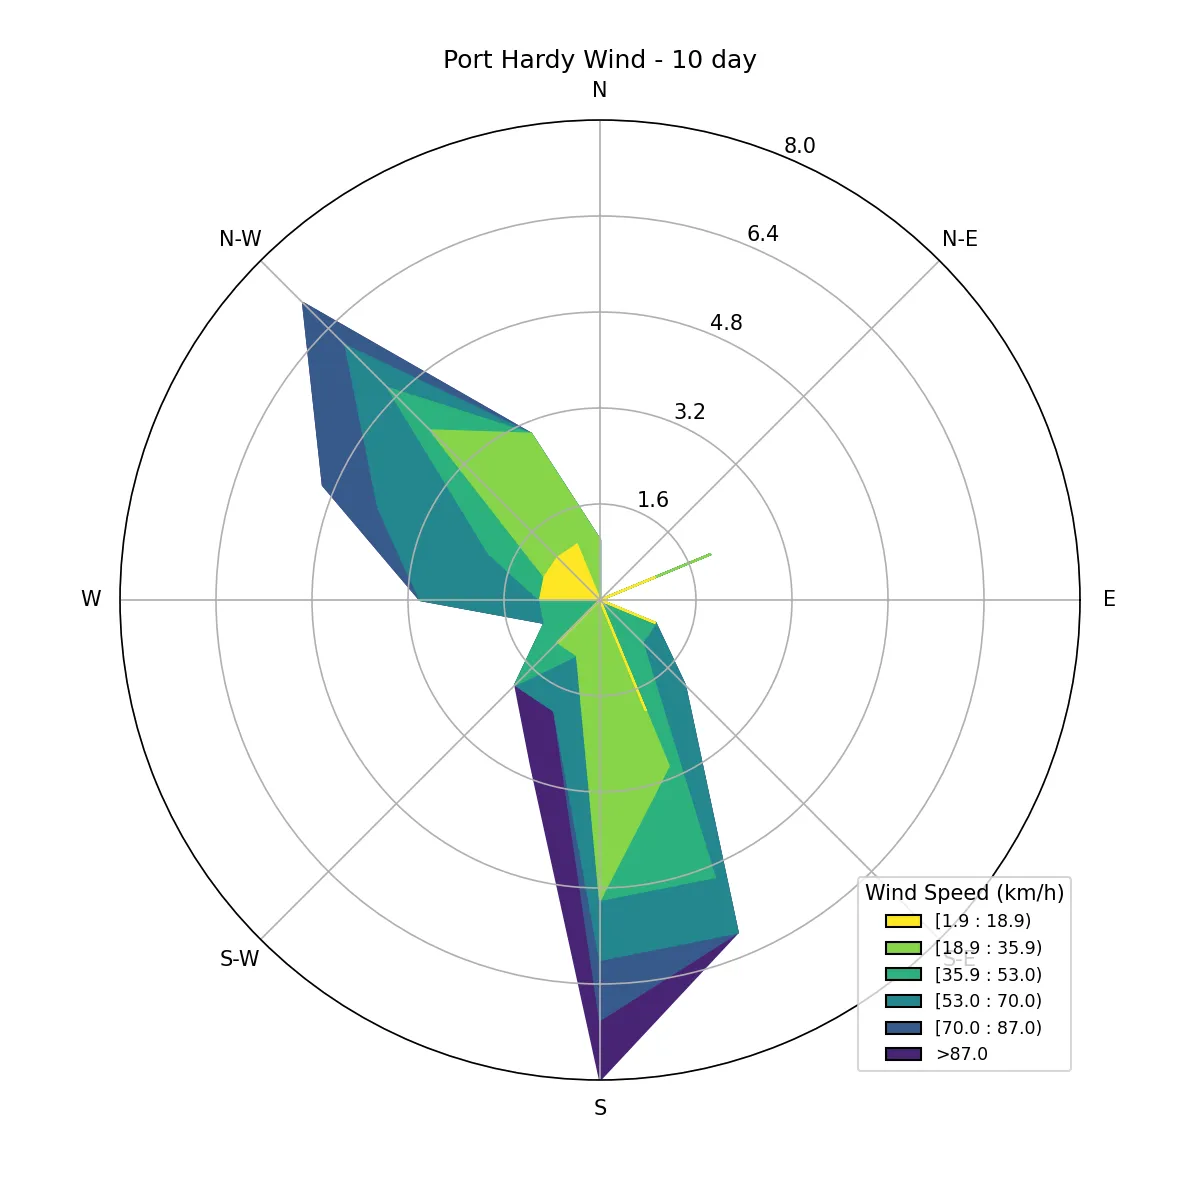 Port Hardy Wind - 10 day
N
8.0
N-W
6.4
N-E
4.8
3.2
1.6
W
E
Wind Speed (km/h)
[1.9 : 18.9)
[18.9 : 35.9)
[35.9 : 53.0)
[53.0 : 70.0)
[70.0 : 87.0)
>87.0
S-W
S-E
S